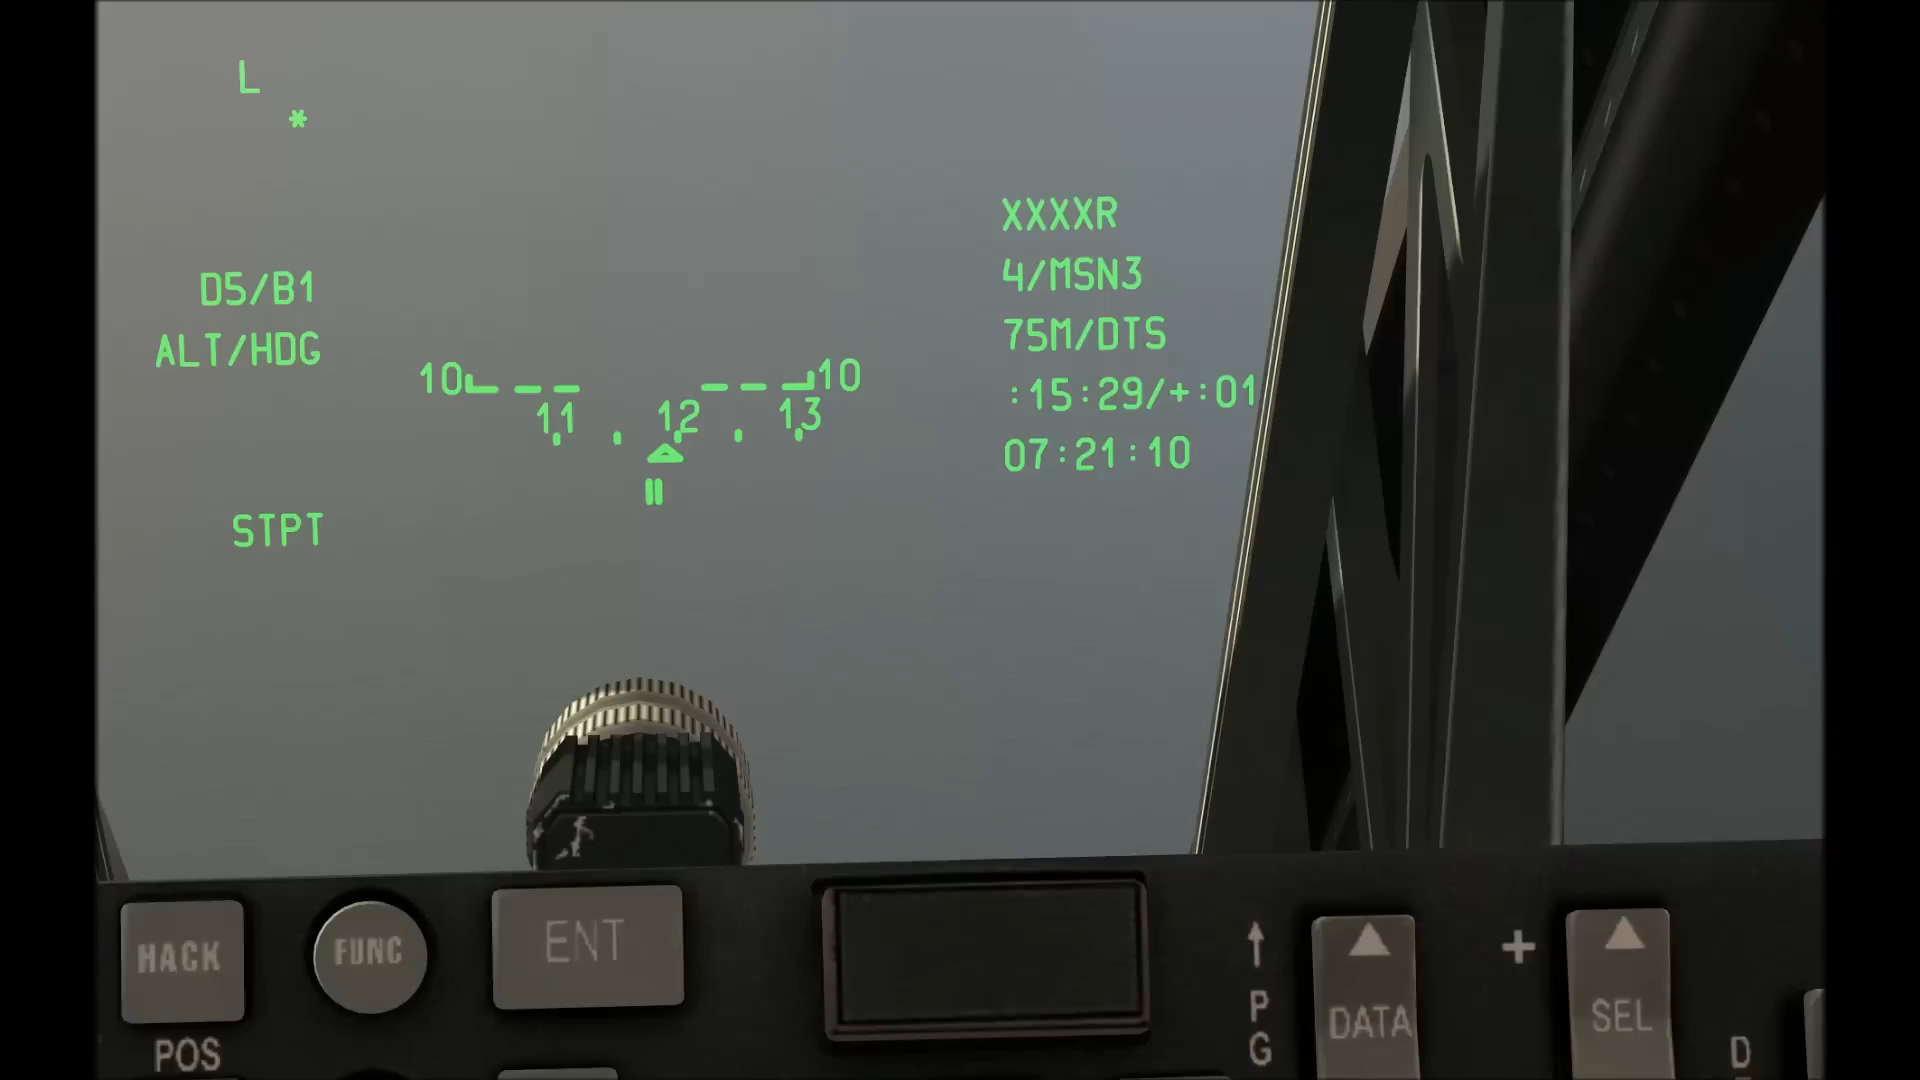 L
*
XXXXR
4/MSN3
D5/B1
75M/DTS
ALT/HDG
10 10
:15:29/+:01
11 12 13
07:21:10
STPT
HACK
FUNC
ENT
↑
PG
DATA
+
SEL
POS
D